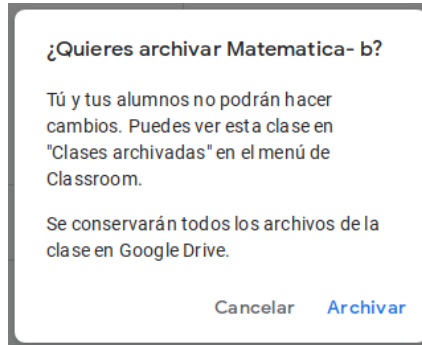 ¿Quieres archivar Matematica- b?
Tú y tus alumnos no podrán hacer
cambios. Puedes ver esta clase en
"Clases archivadas" en el menú de
Classroom.
Se conservarán todos los archivos de la
clase en Google Drive.
Cancelar Archivar